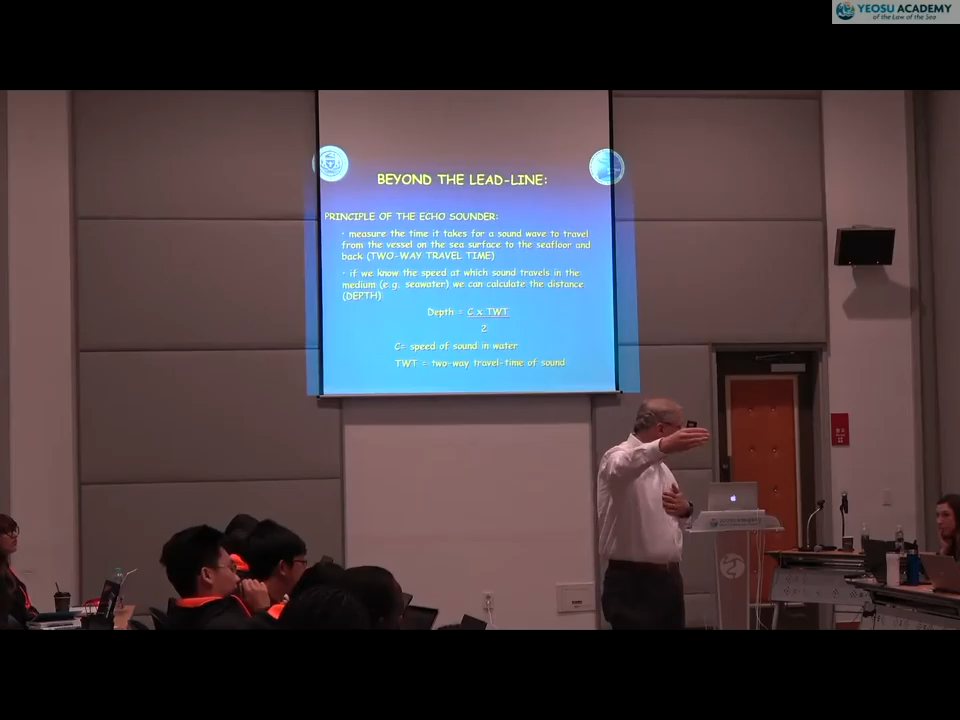 YEOSU ACADEMY
of the Law of the Sea
BEYOND THE LEAD-LINE:
PRINCIPLE OF THE ECHO SOUNDER:
• measure the time it takes for a sound wave to travel
from the vessel on the sea surface to the seafloor and
back (TWO-WAY TRAVEL TIME)
• if we know the speed at which sound travels in the
medium (e.g. seawater) we can calculate the distance
(DEPTH)
Depth = C x TWT
2
C= speed of sound in water
TWT = two-way travel-time of sound
YEOSU ACADEMY